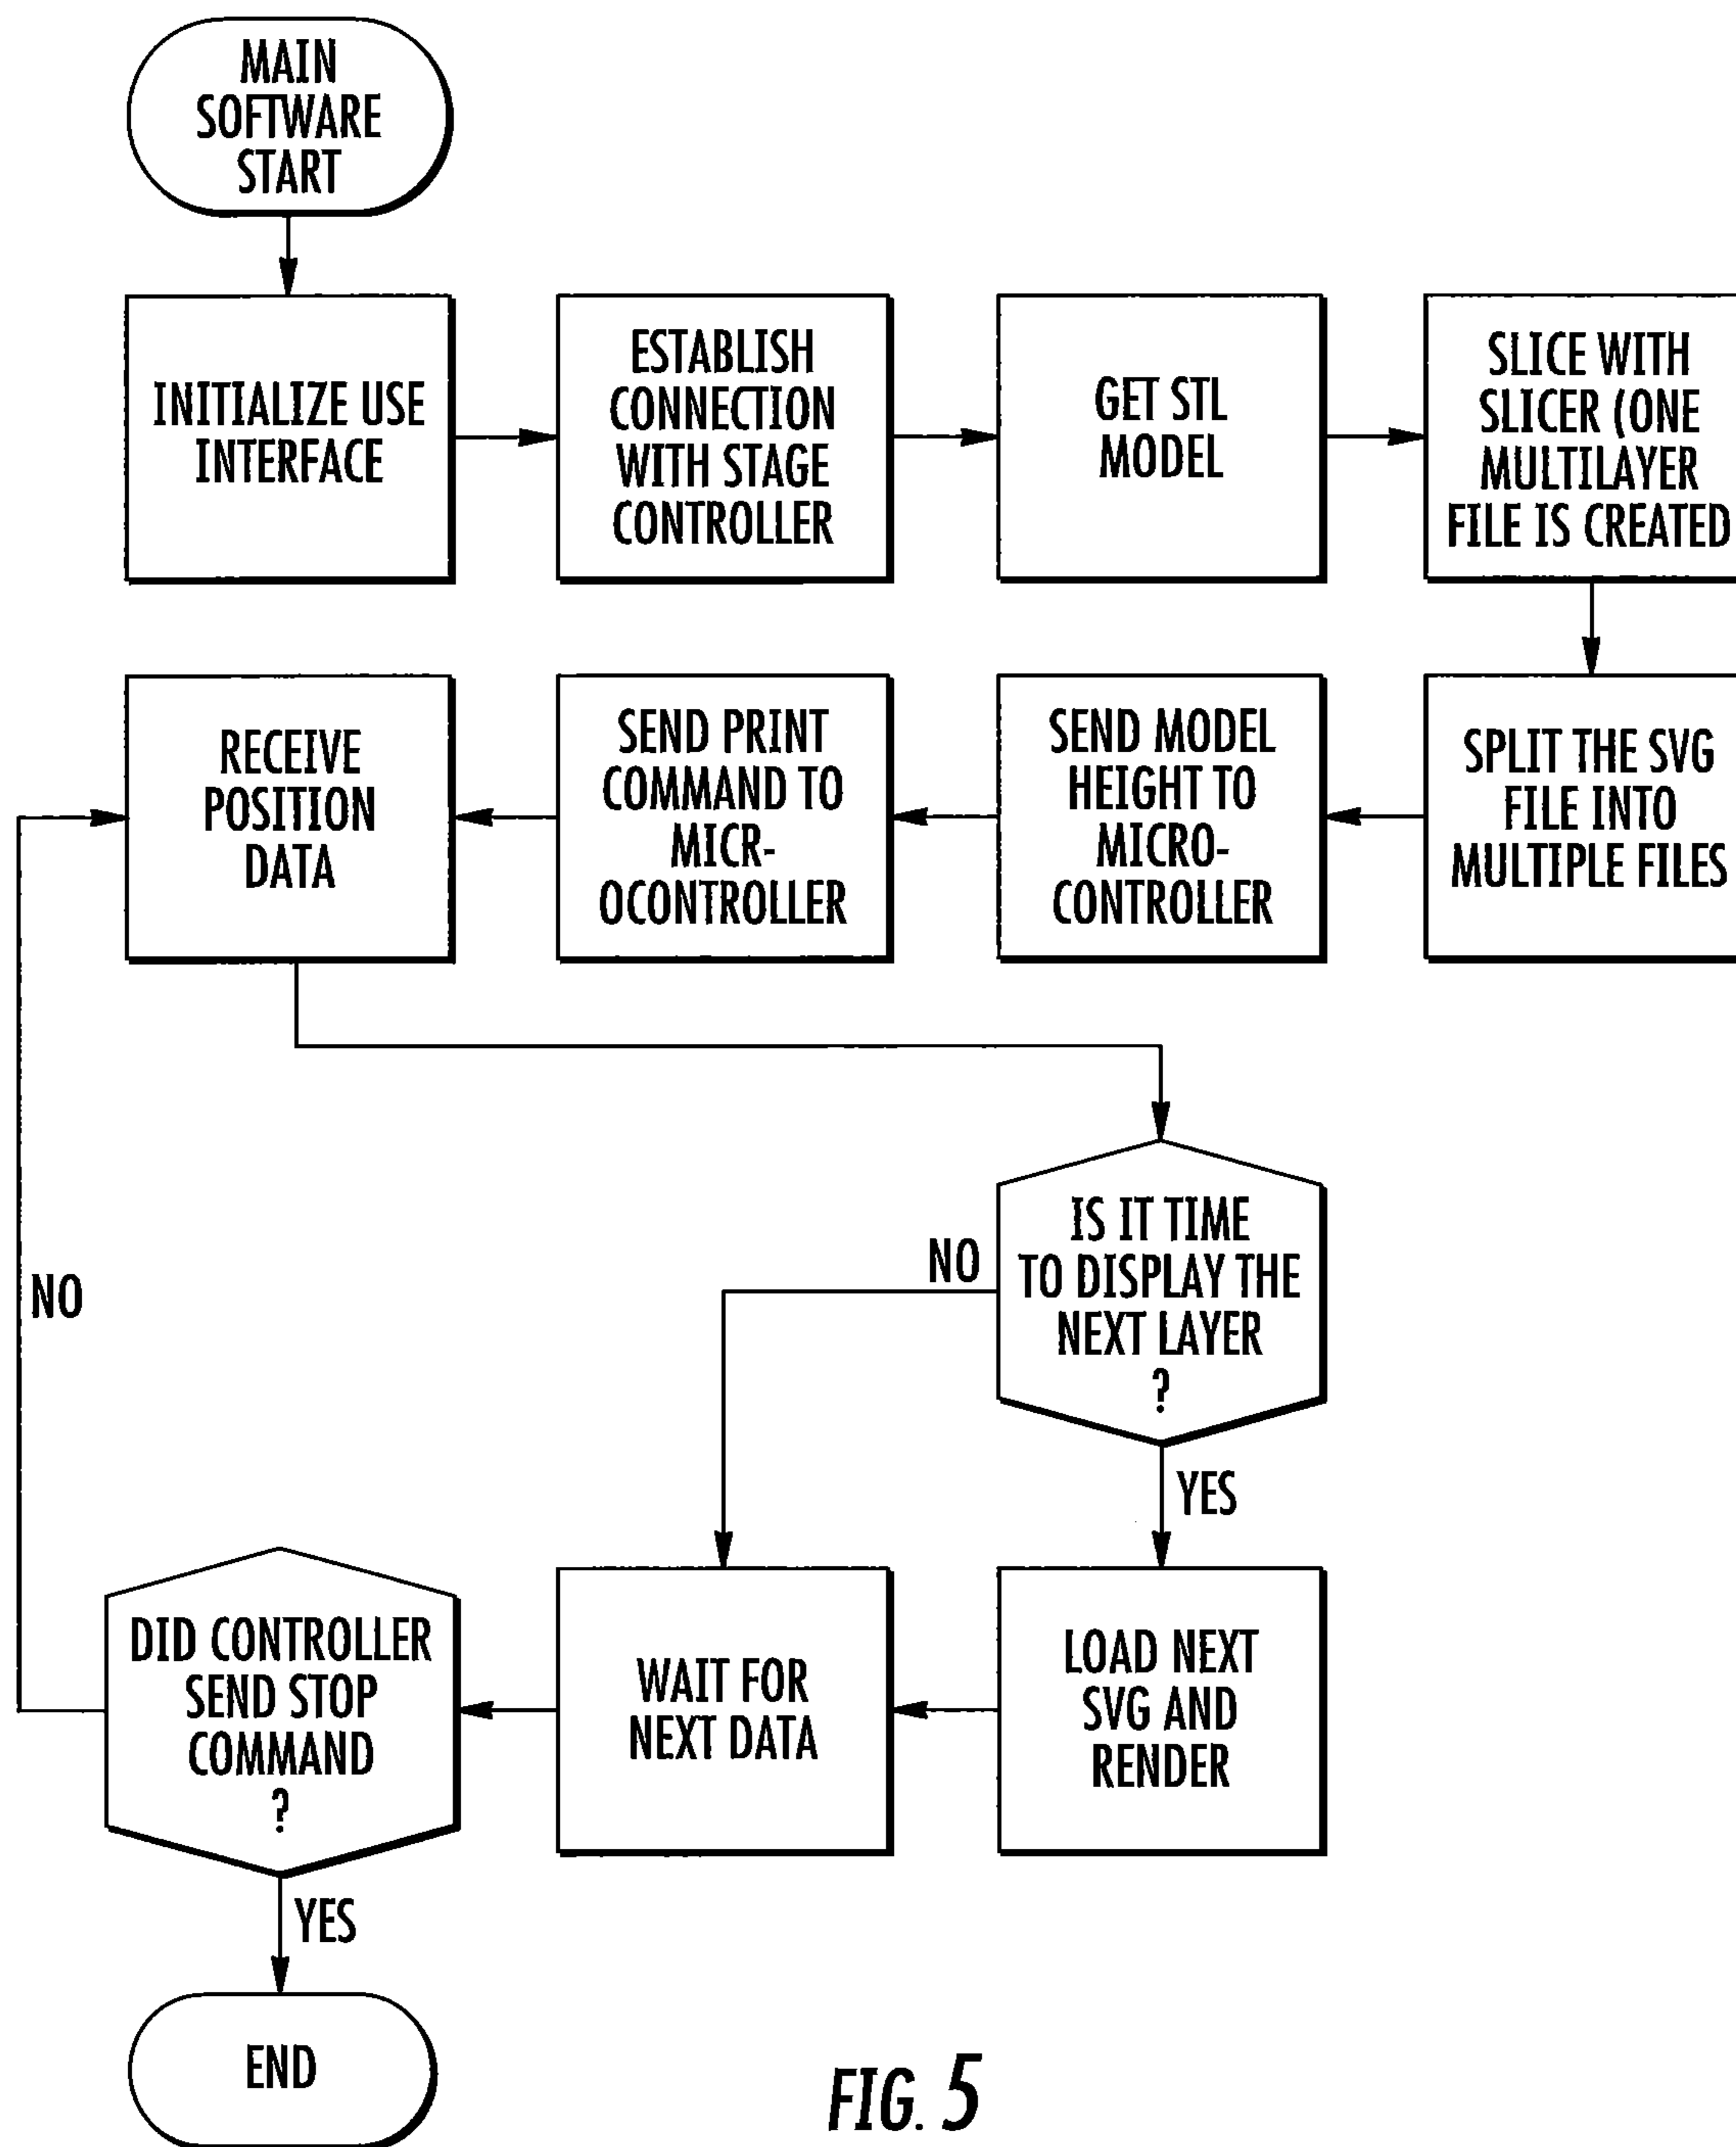 MAIN
SOFTWARE
START
INITIALIZE USE
INTERFACE
ESTABLISH
CONNECTION
WITH STAGE
CONTROLLER
GET STL
MODEL
SLICE WITH
SLICER (ONE
MULTILAYER
FILE IS CREATED
RECEIVE
POSITION
DATA
SEND PRINT
COMMAND TO
MICR-
OCONTROLLER
SEND MODEL
HEIGHT TO
MICRO-
CONTROLLER
SPLIT THE SVG
FILE INTO
MULTIPLE FILES
NO
NO
IS IT TIME
TO DISPLAY THE
NEXT LAYER
?
YES
DID CONTROLLER
SEND STOP
COMMAND
?
WAIT FOR
NEXT DATA
LOAD NEXT
SVG AND
RENDER
YES
END
FIG. 5